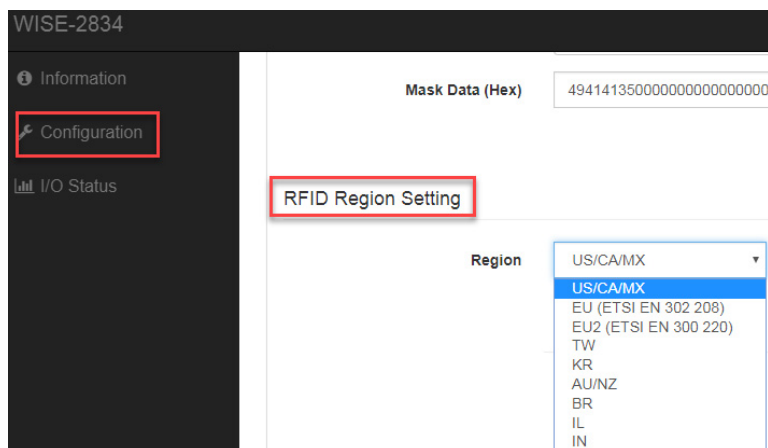 WISE-2834
Information
Configuration
I/O Status
Mask Data (Hex)
494141350000000000000000
RFID Region Setting
Region
US/CA/MX
US/CA/MX
EU (ETSI EN 302 208)
EU2 (ETSI EN 300 220)
TW
KR
AU/NZ
BR
IL
IN